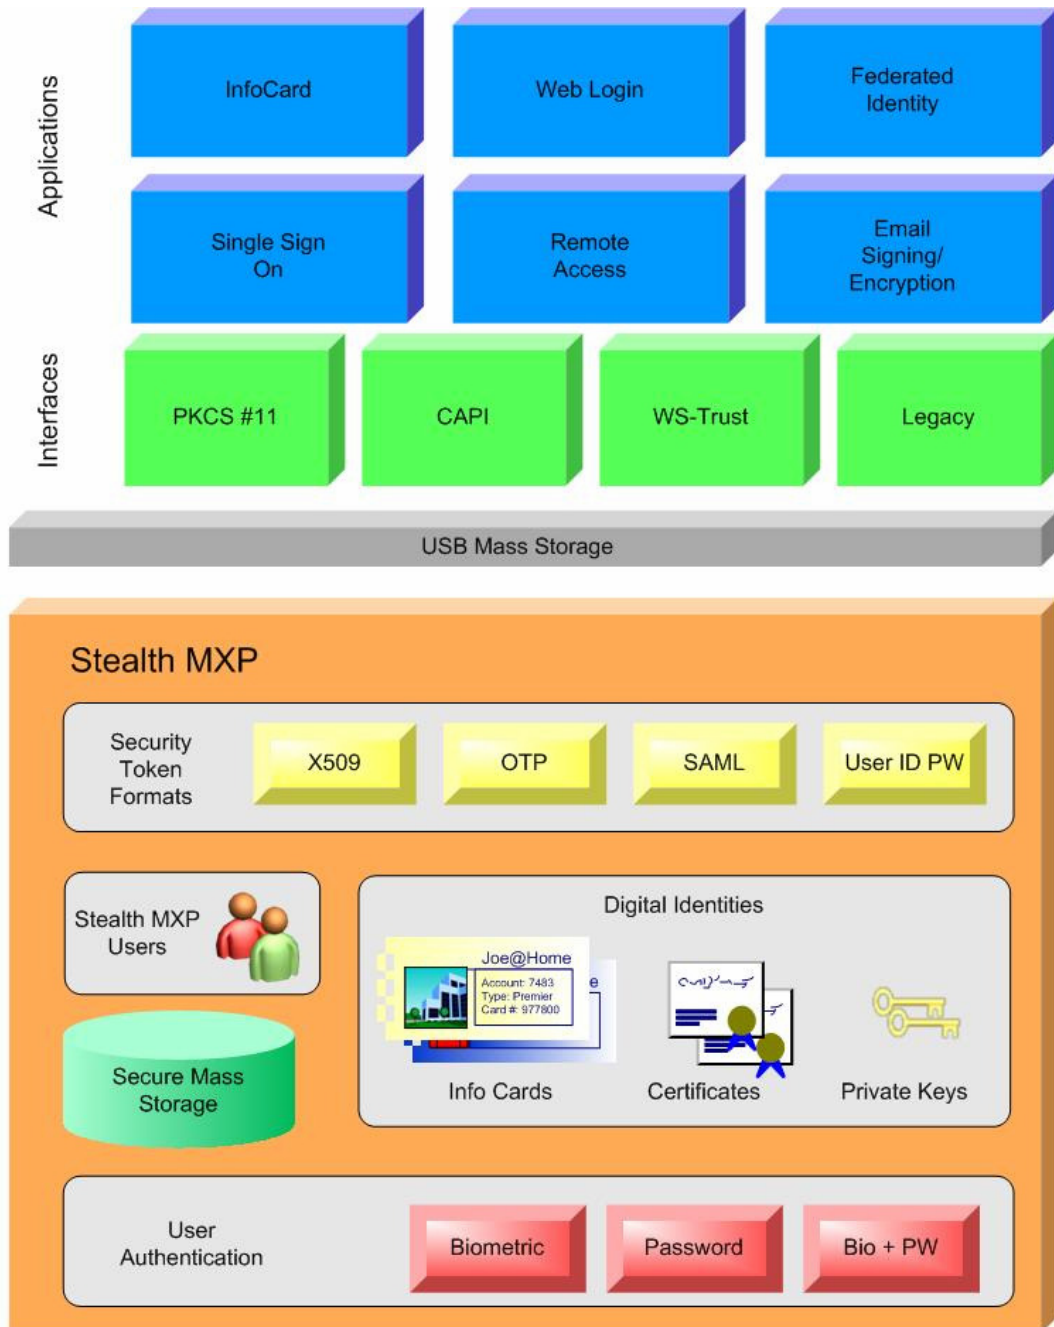 Applications
InfoCard
Web Login
Federated
Identity
Single Sign
On
Remote
Access
Email
Signing/
Encryption
Interfaces
PKCS #11
CAPI
WS-Trust
Legacy
USB Mass Storage
Stealth MXP
Security
Token
Formats
X509
OTP
SAML
User ID PW
Stealth MXP
Users
Digital Identities
Joe@Home
Account: 7483
Type: Premier
Card #: 977800
e
Info Cards
Certificates
Private Keys
Secure Mass
Storage
User
Authentication
Biometric
Password
Bio + PW